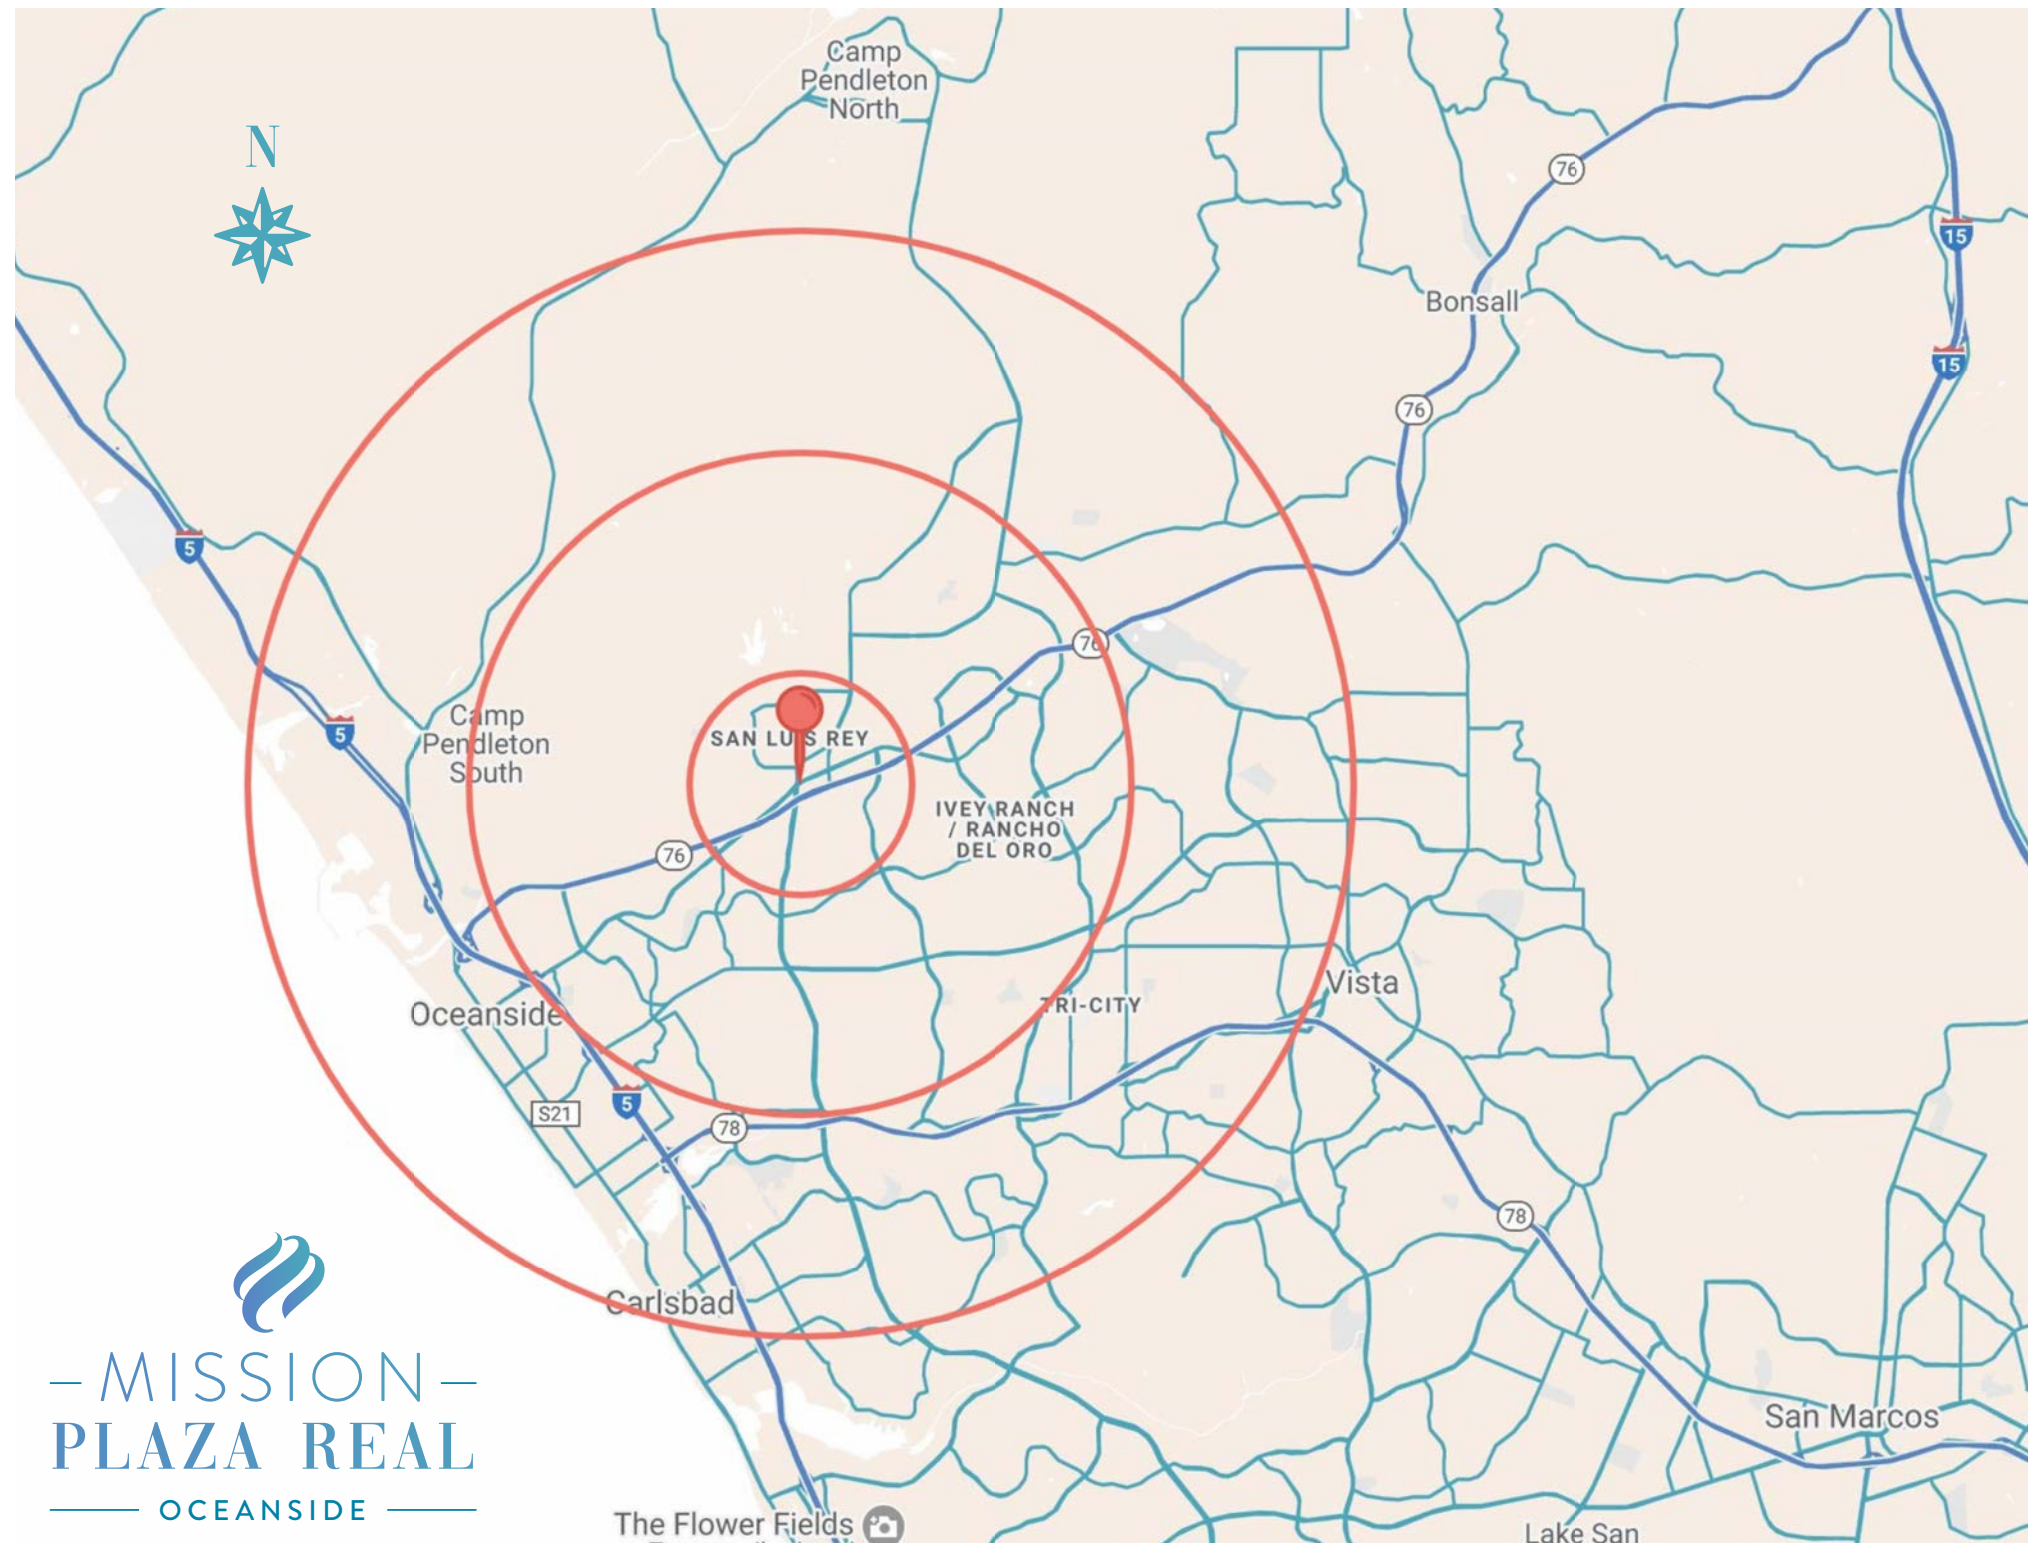 Camp
Pendleton
North
N
76
15
Bonsall
15
76
5
76
Camp
Pendleton
South
5
SAN LUIS REY
IVEY RANCH
/ RANCHO
DEL ORO
76
Vista
Oceanside
TRI-CITY
5
S21
78
78
Carlsbad
MISSION
PLAZA REAL
OCEANSIDE
San Marcos
The Flower Fields
Lake San